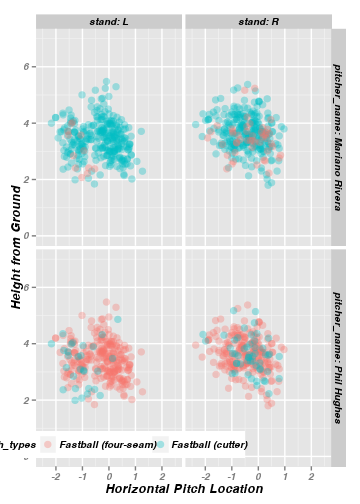 stand: L
stand: R
6
4
2
0
pitcher_name: Mariano Rivera
6
4
2
pitcher_name: Phil Hughes
Height from Ground
h_types
Fastball (four-seam)
Fastball (cutter)
-2 -1 0 1 2
-2 -1 0 1 2
Horizontal Pitch Location